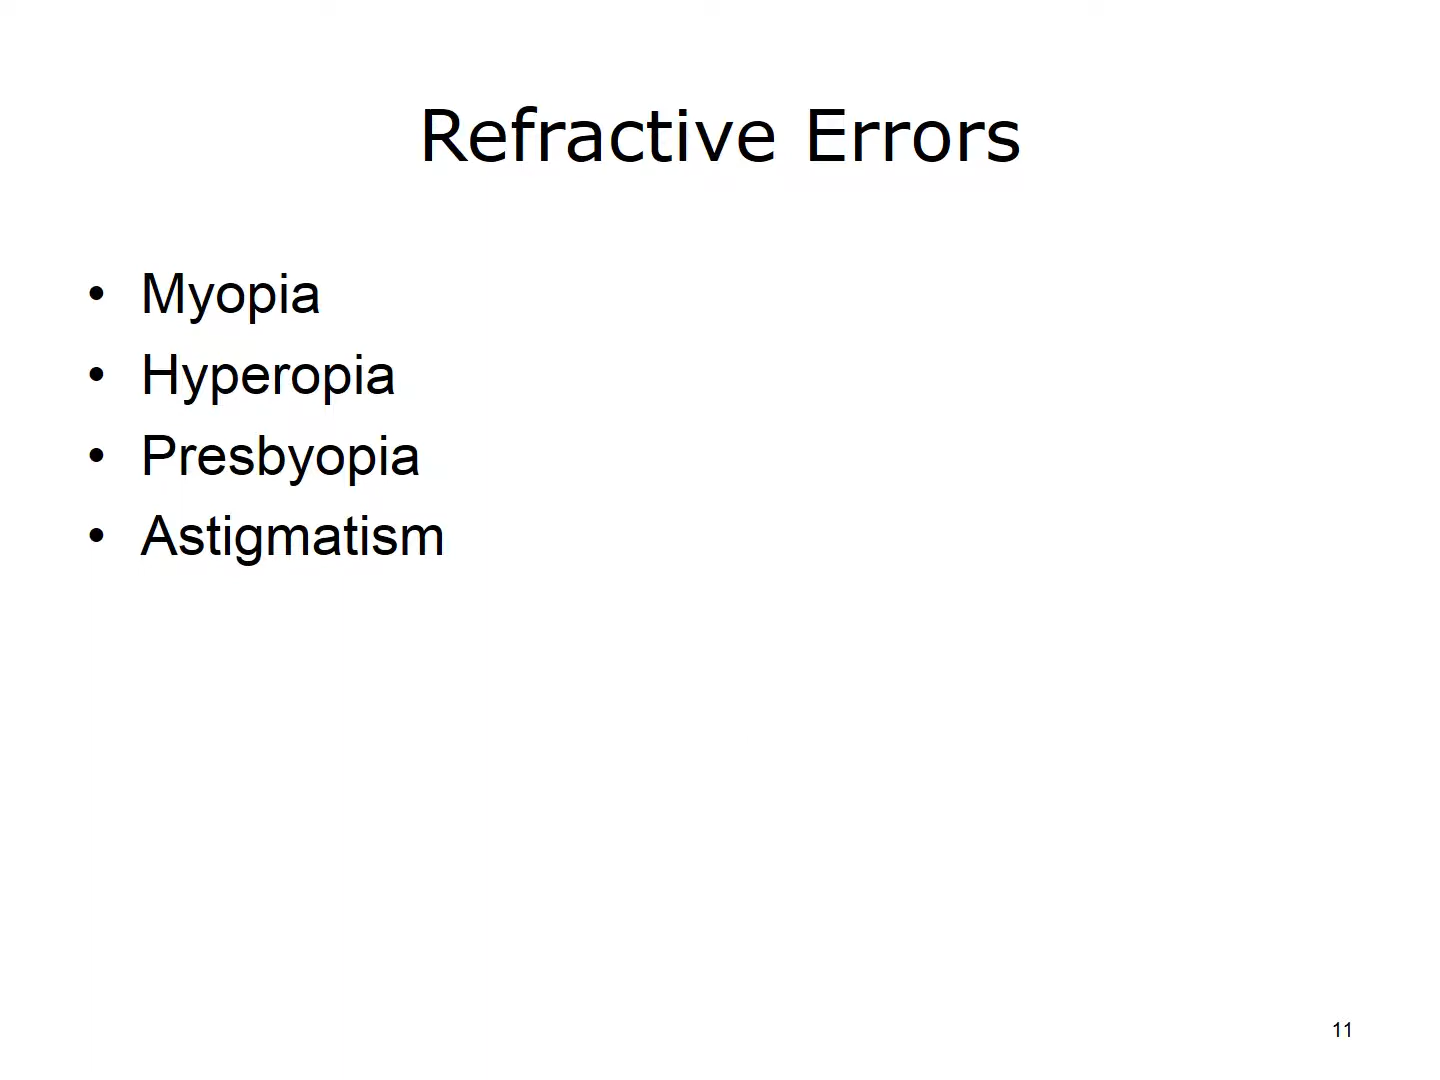 Refractive Errors
• Myopia
• Hyperopia
• Presbyopia
• Astigmatism
11